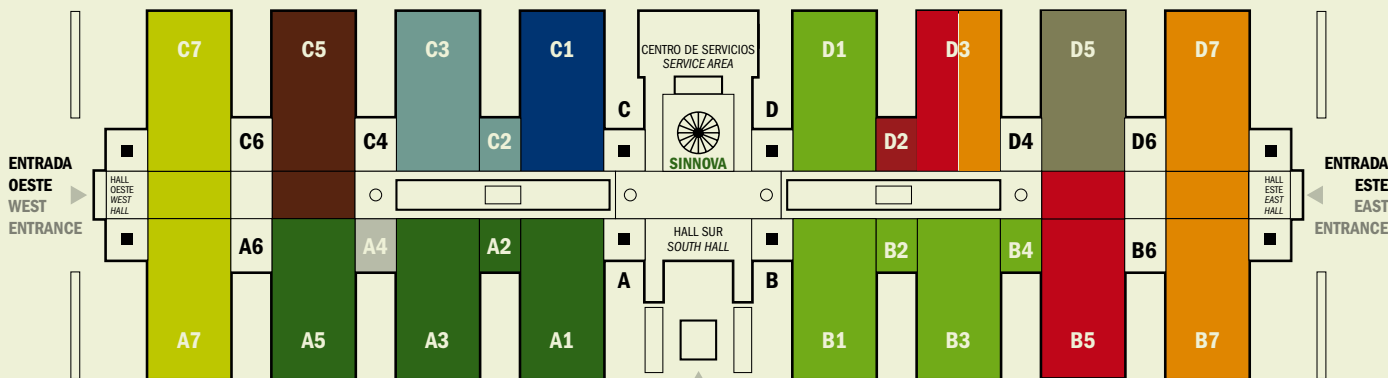 C7
C5
C3
C1
CENTRO DE SERVICIOS
SERVICE AREA
D1
D3
D5
D7
C
D
C6
C4
C2
SINNOVA
D2
D4
D6
ENTRADA
OESTE
WEST
ENTRANCE
HALL
OESTE
WEST
HALL
HALL
ESTE
EAST
HALL
ENTRADA
ESTE
EAST
ENTRANCE
A6
A4
A2
HALL SUR
SOUTH HALL
B2
B4
B6
A
B
A7
A5
A3
A1
B1
B3
B5
B7